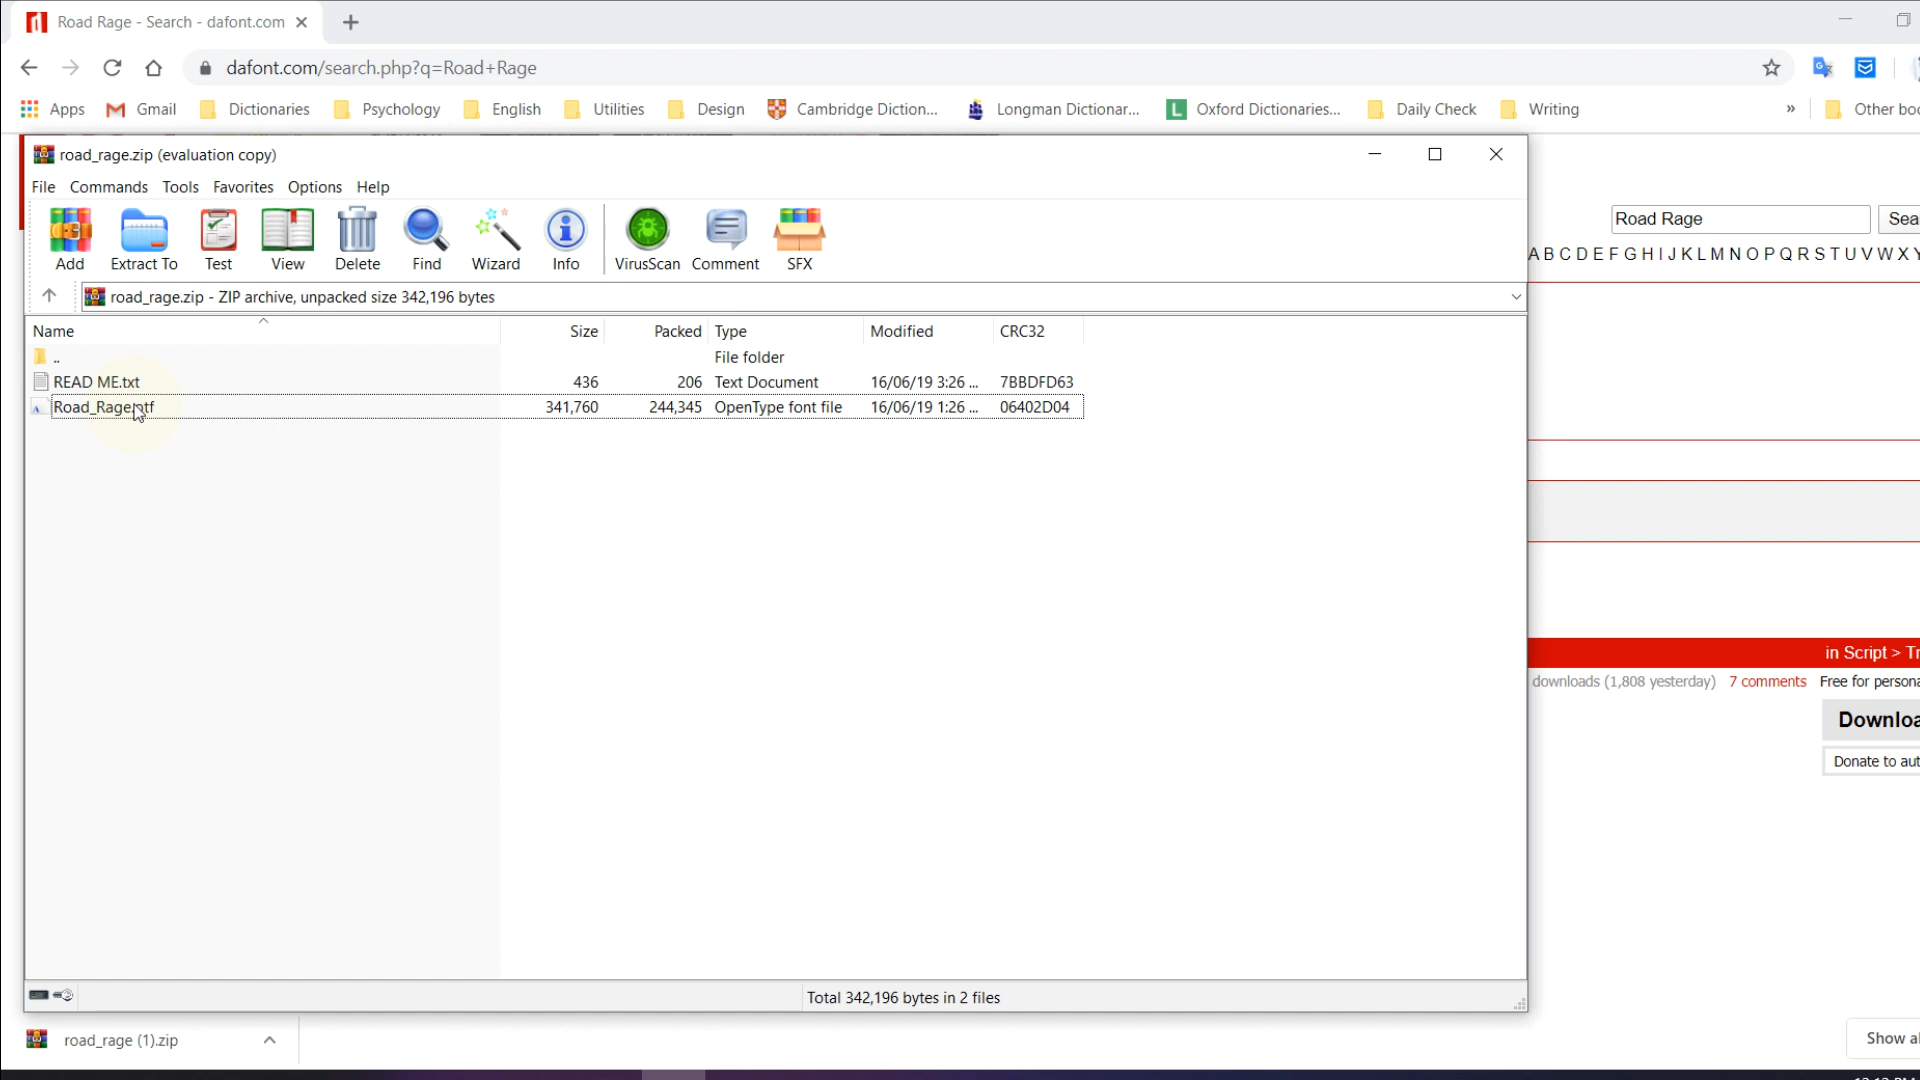 Road Rage - Search - dafont.com
dafont.com/search.php?q=Road+Rage
Apps Gmail Dictionaries Psychology English Utilities Design Cambridge Diction... Longman Dictionar... Oxford Dictionaries... Daily Check Writing » Other boo
road_rage.zip (evaluation copy)
File Commands Tools Favorites Options Help
Add Extract To Test View Delete Find Wizard Info VirusScan Comment SFX
road_rage.zip - ZIP archive, unpacked size 342,196 bytes
Name Size Packed Type Modified CRC32
.. File folder
READ ME.txt 436 206 Text Document 16/06/19 3:26 ... 7BBDFD63
Road_Rage.otf 341,760 244,345 OpenType font file 16/06/19 1:26 ... 06402D04
Total 342,196 bytes in 2 files
Road Rage Sea
A B C D E F G H I J K L M N O P Q R S T U V W X Y
in Script > Tr
downloads (1,808 yesterday) 7 comments Free for persona
Downloa
Donate to aut
road_rage (1).zip
Show al